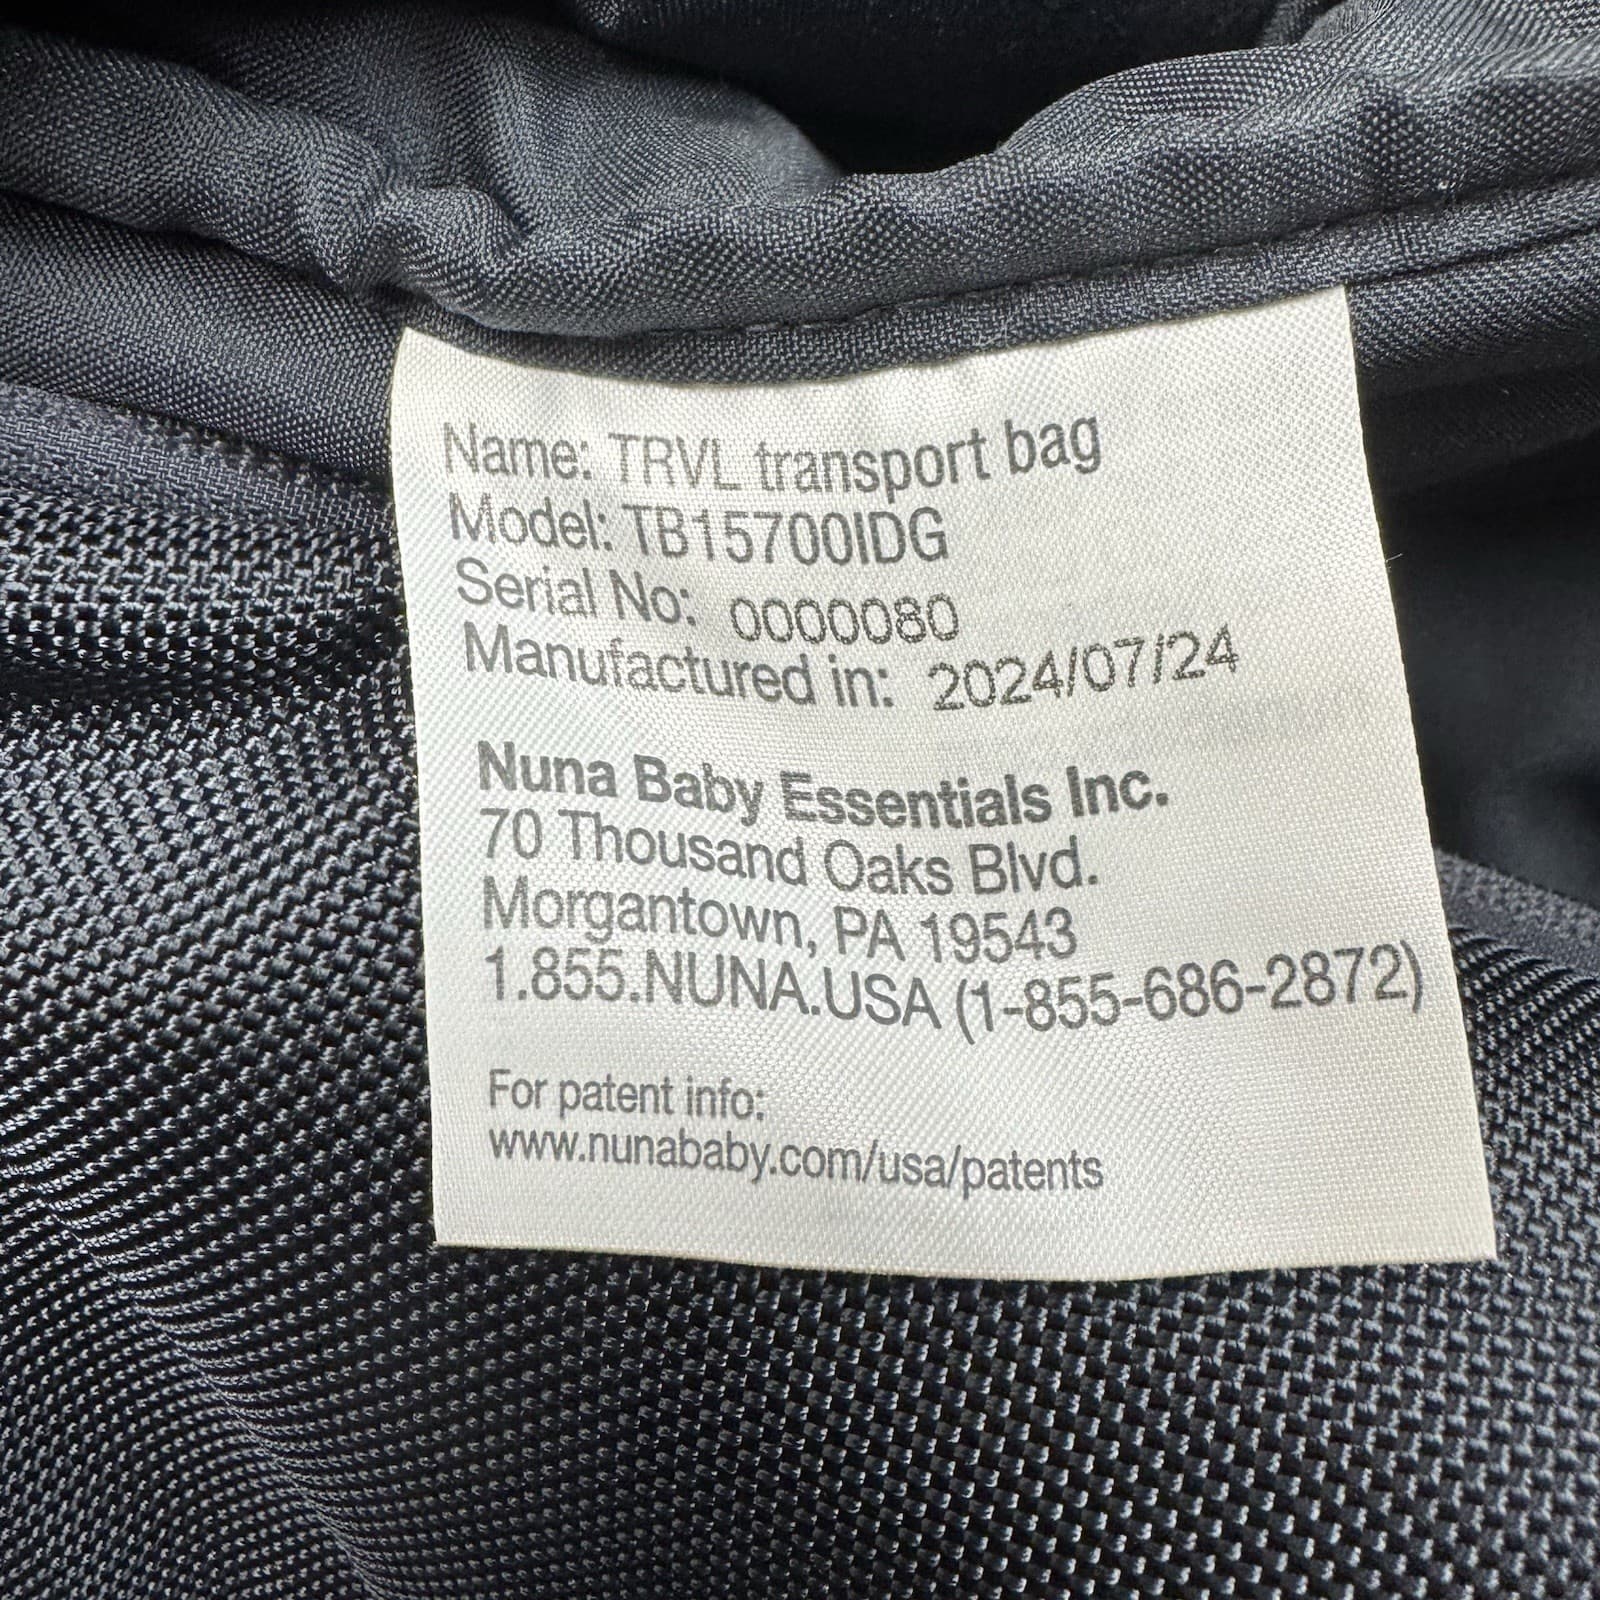 Name: TRVL transport bag
Model: TB15700IDG
Serial No: 0000080
Manufactured in: 2024/07/24
Nuna Baby Essentials Inc.
70 Thousand Oaks Blvd.
Morgantown, PA 19543
1.855.NUNA.USA (1-855-686-2872)
For patent info:
www.nunababy.com/usa/patents